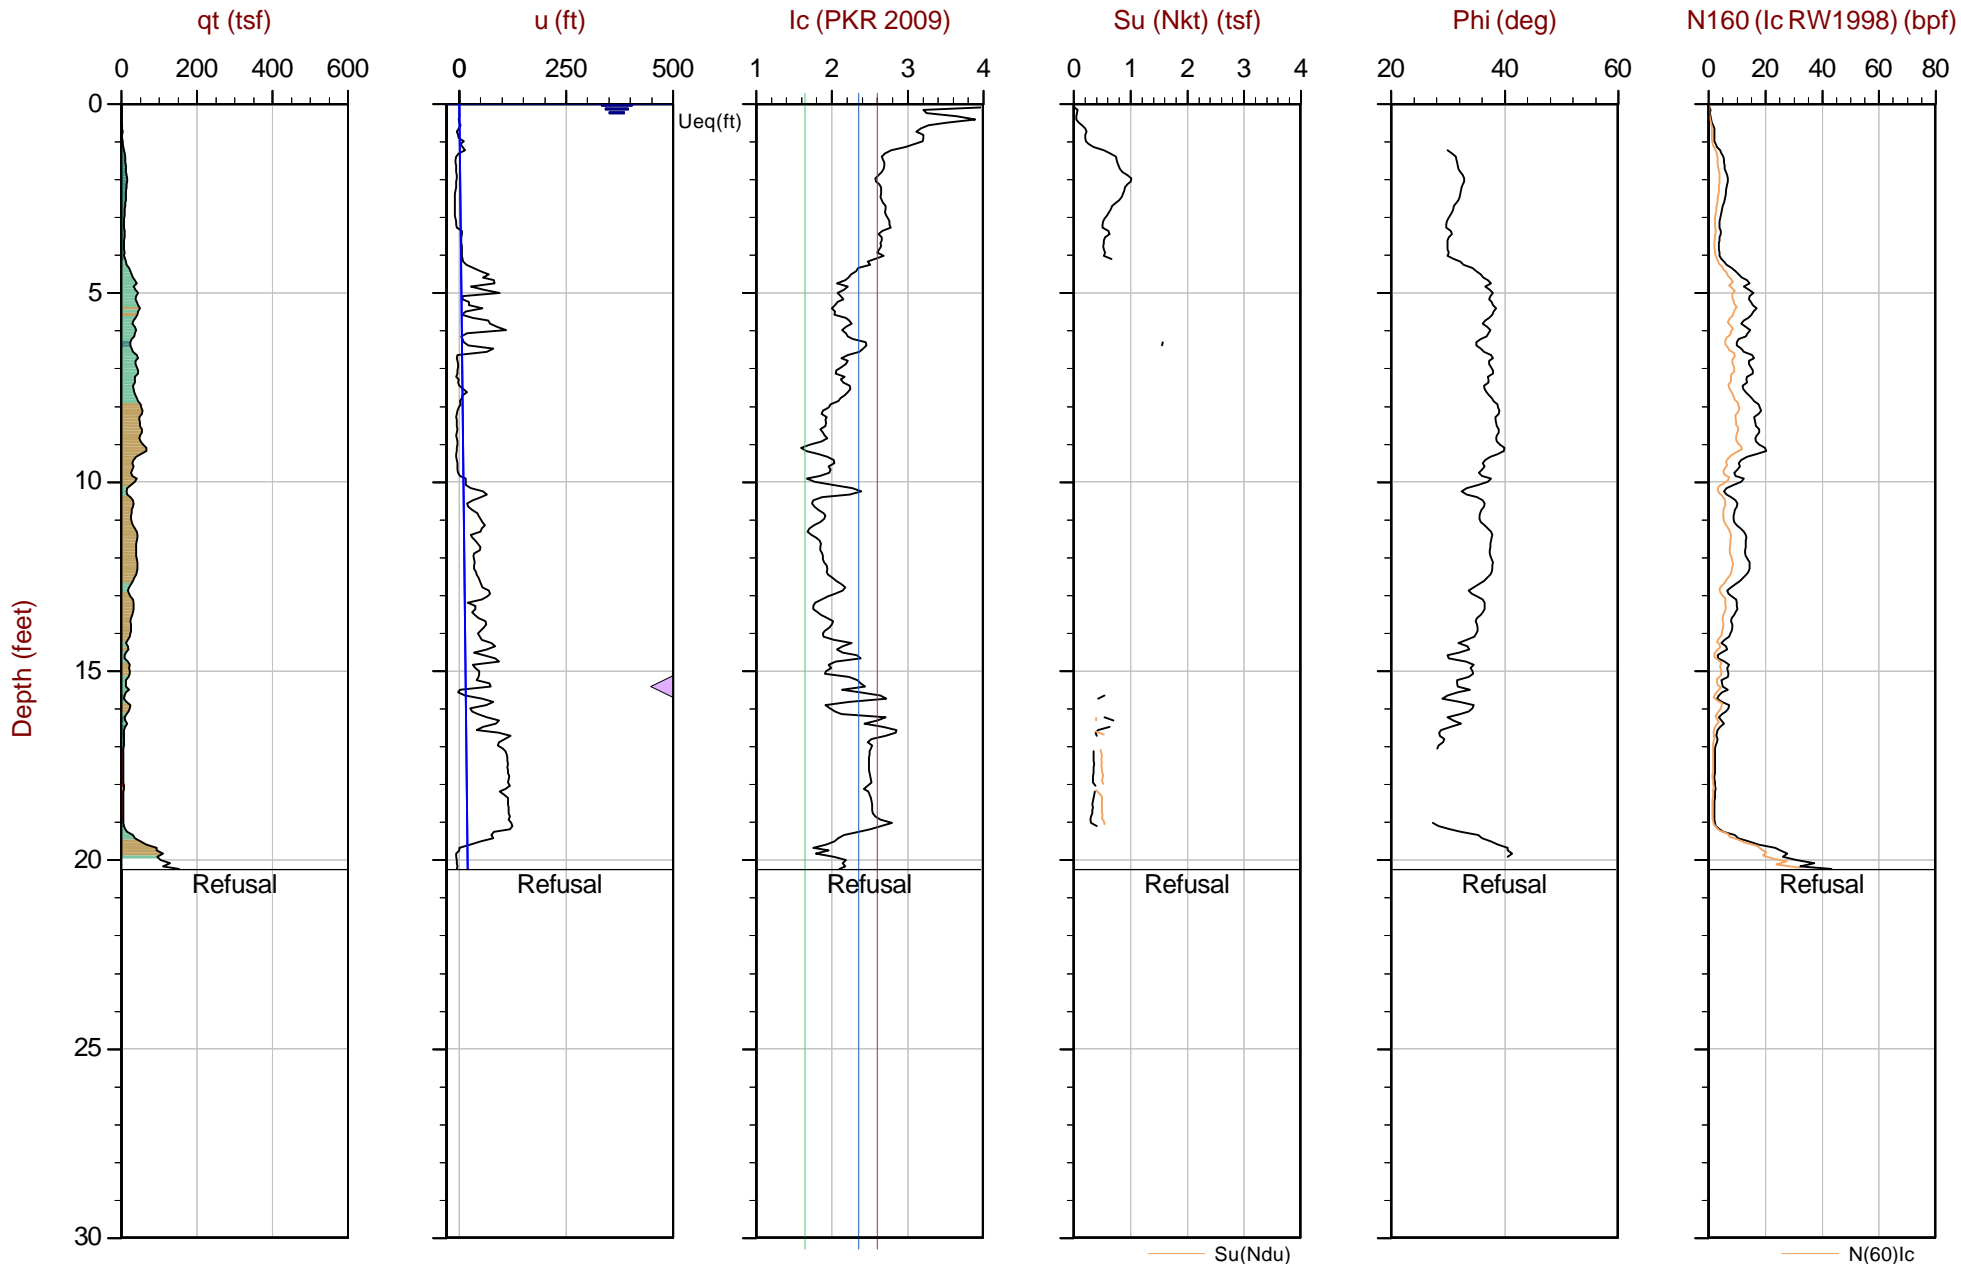 qt (tsf) u (ft) Ic (PKR 2009) Su (Nkt) (tsf) Phi (deg) N160 (Ic RW1998) (bpf)
0 200 400 600 0 250 500 1 2 3 4 0 1 2 3 4 20 40 60 0 20 40 60 80
0
Ueq(ft)
5
10
15
Depth (feet)
20
Refusal Refusal Refusal Refusal Refusal Refusal
25
30
Su(Ndu) N(60)Ic